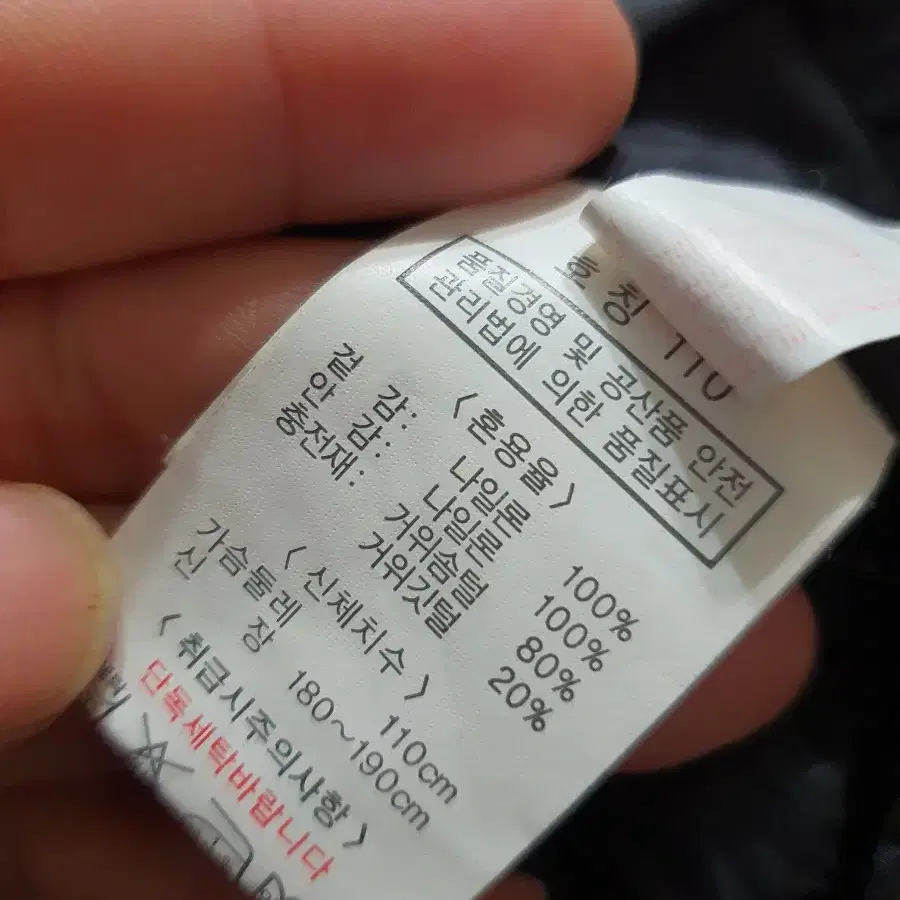 호칭 110
품질경영 및 공산품 안전
관리법에 의한 품질표시
〈 혼용율 〉
겉 감: 나일론 100%
안 감: 나일론 100%
충전재: 거위솜털 80%
거위깃털 20%
〈 신체치수 〉
가슴둘레 110cm
신 장 180~190cm
〈 취급시주의사항 〉
단독세탁바랍니다